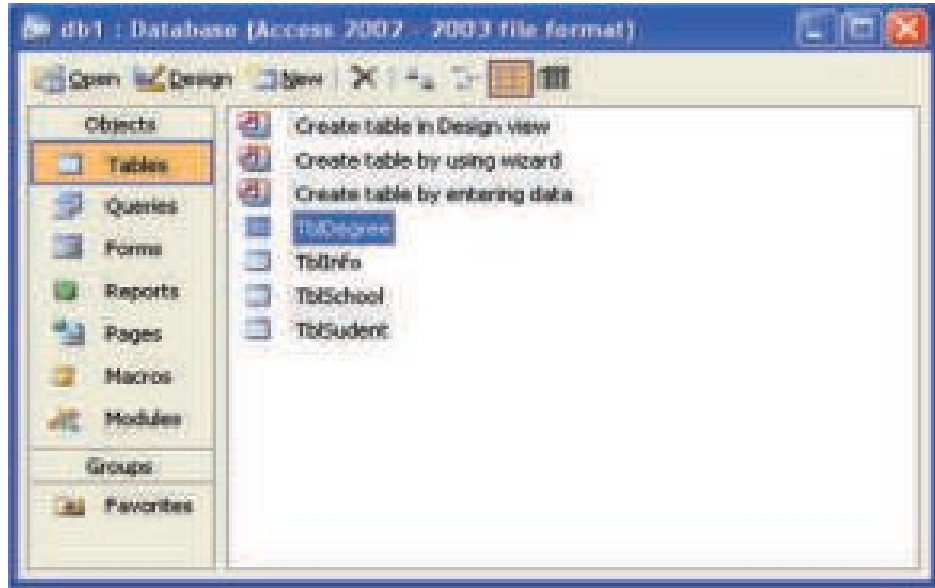 db1 : Database (Access 2002 - 2003 file format)
Open Design New
Objects
Tables
Queries
Forms
Reports
Pages
Macros
Modules
Groups
Favorites
Create table in Design view
Create table by using wizard
Create table by entering data
TblDegree
TblInfo
TblSchool
TblSudent